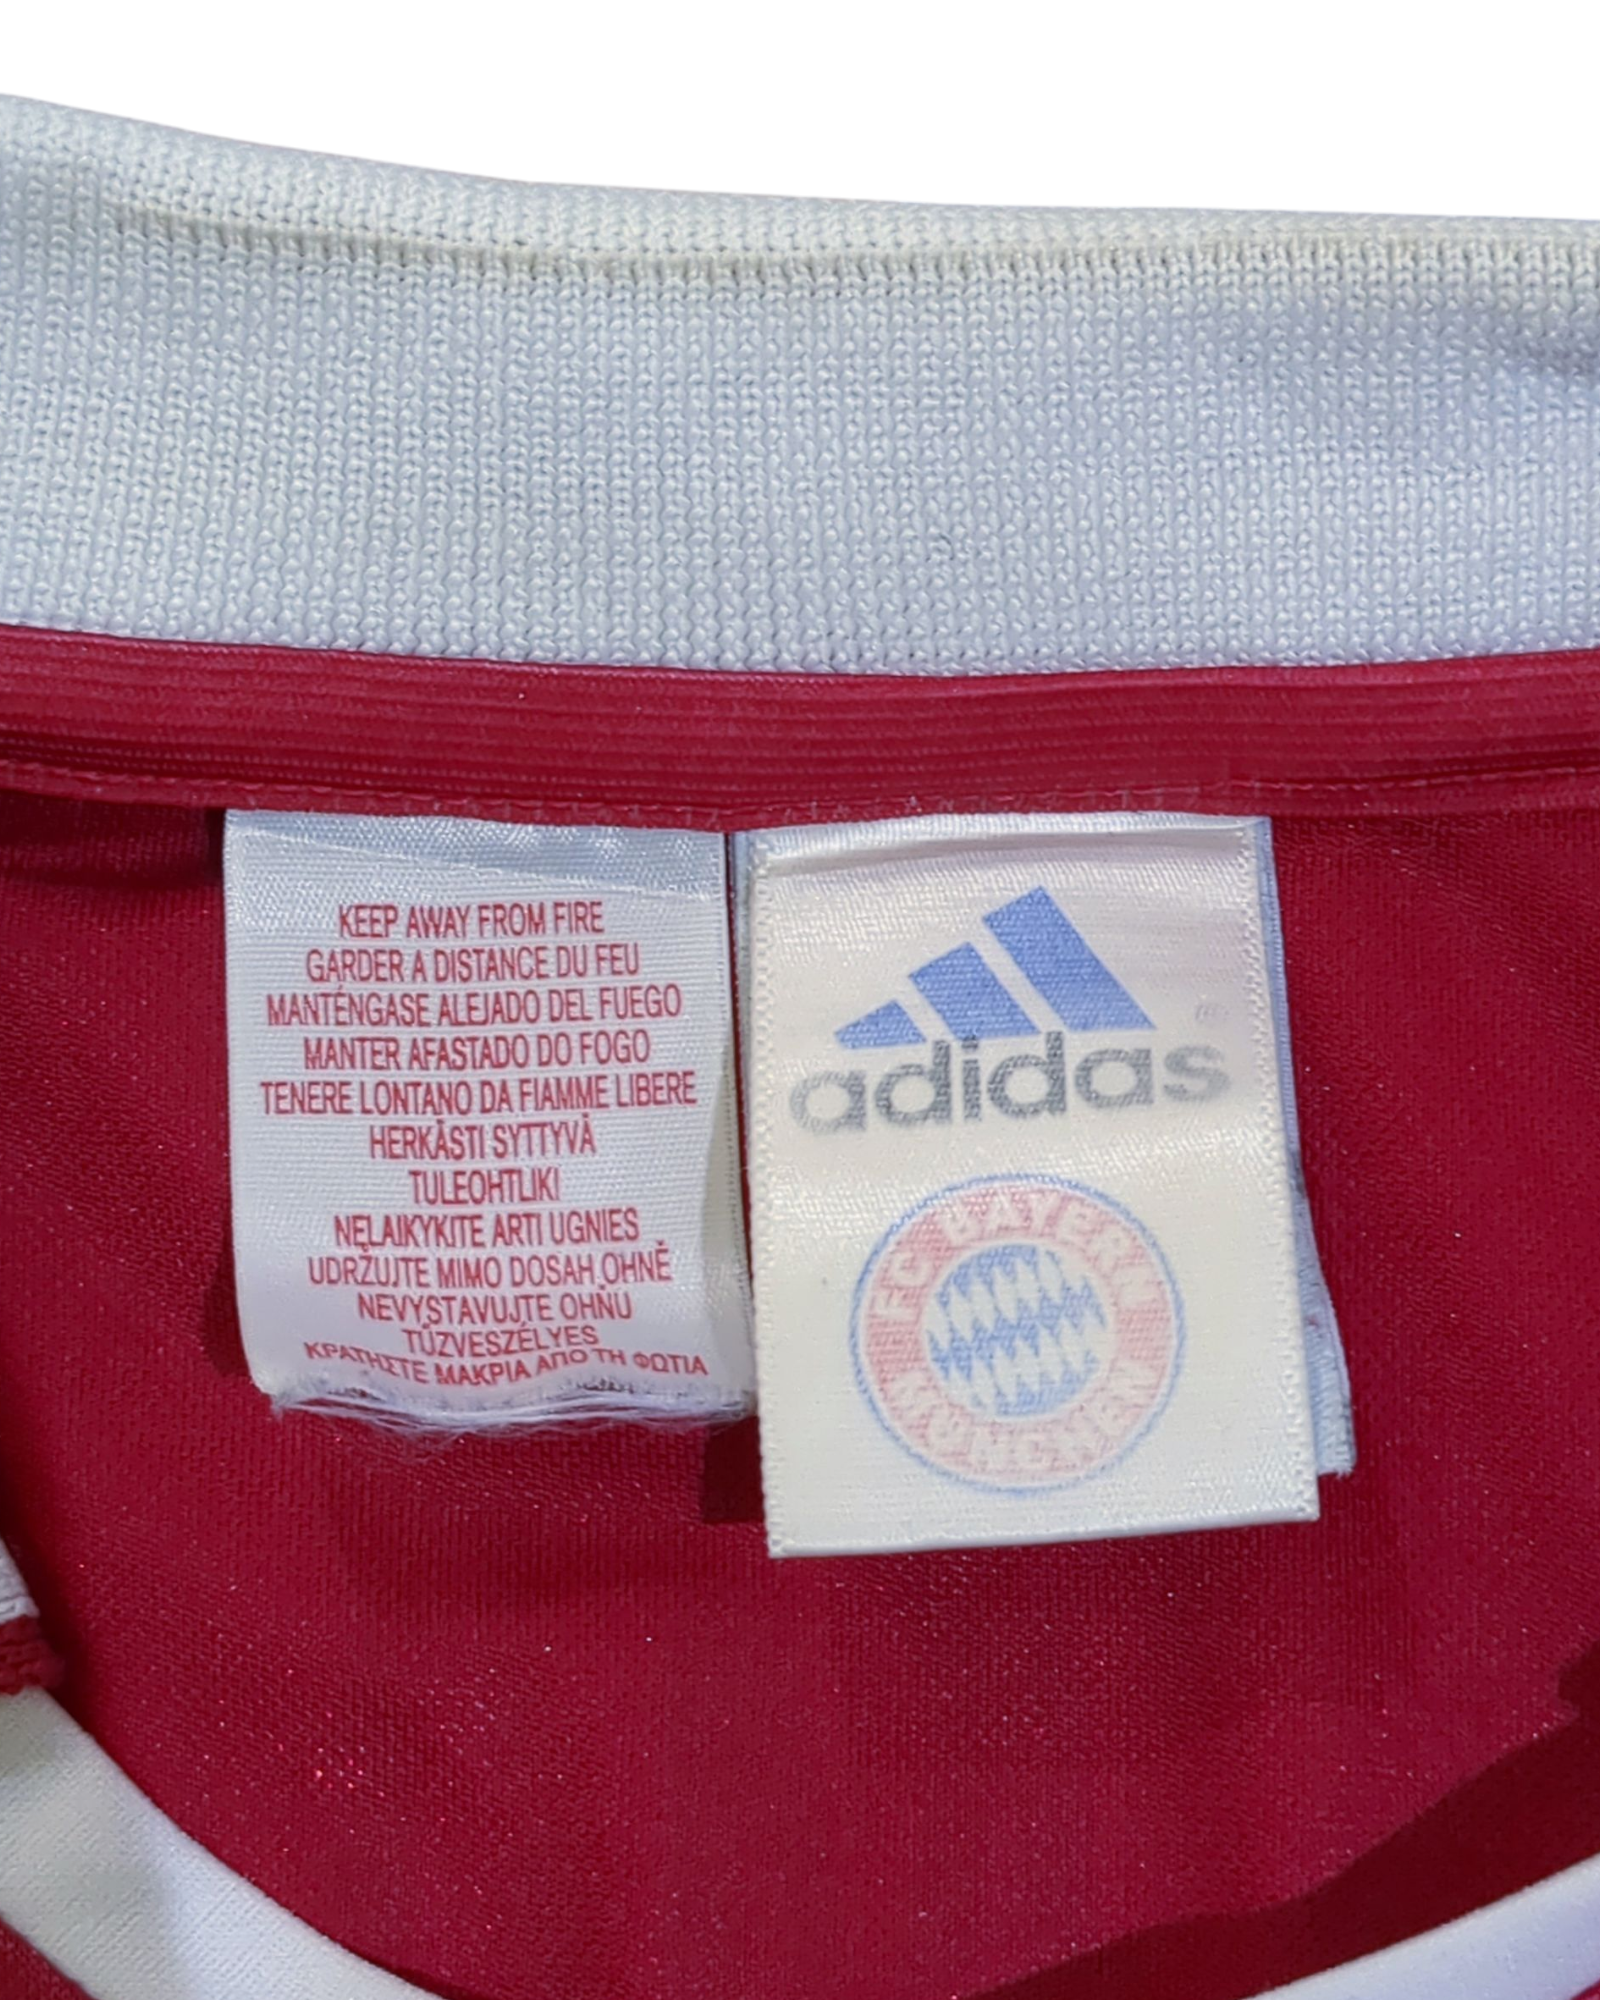 KEEP AWAY FROM FIRE
GARDER A DISTANCE DU FEU
MANTÉNGASE ALEJADO DEL FUEGO
MANTER AFASTADO DO FOGO
TENERE LONTANO DA FIAMME LIBERE
HERKÄSTI SYTTYVÄ
TULEOHTLIKI
NĘLAIKYKITE ARTI UGNIES
UDRŽUJTE MIMO DOSAH OHNĚ
NEVYSTAVUJTE OHŇU
TŰZVESZÉLYES
ΚΡΑΤΗΣΤΕ ΜΑΚΡΙΑ ΑΠΟ ΤΗ ΦΩΤΙΑ
adidas ®
FC BAYERN
MÜNCHEN